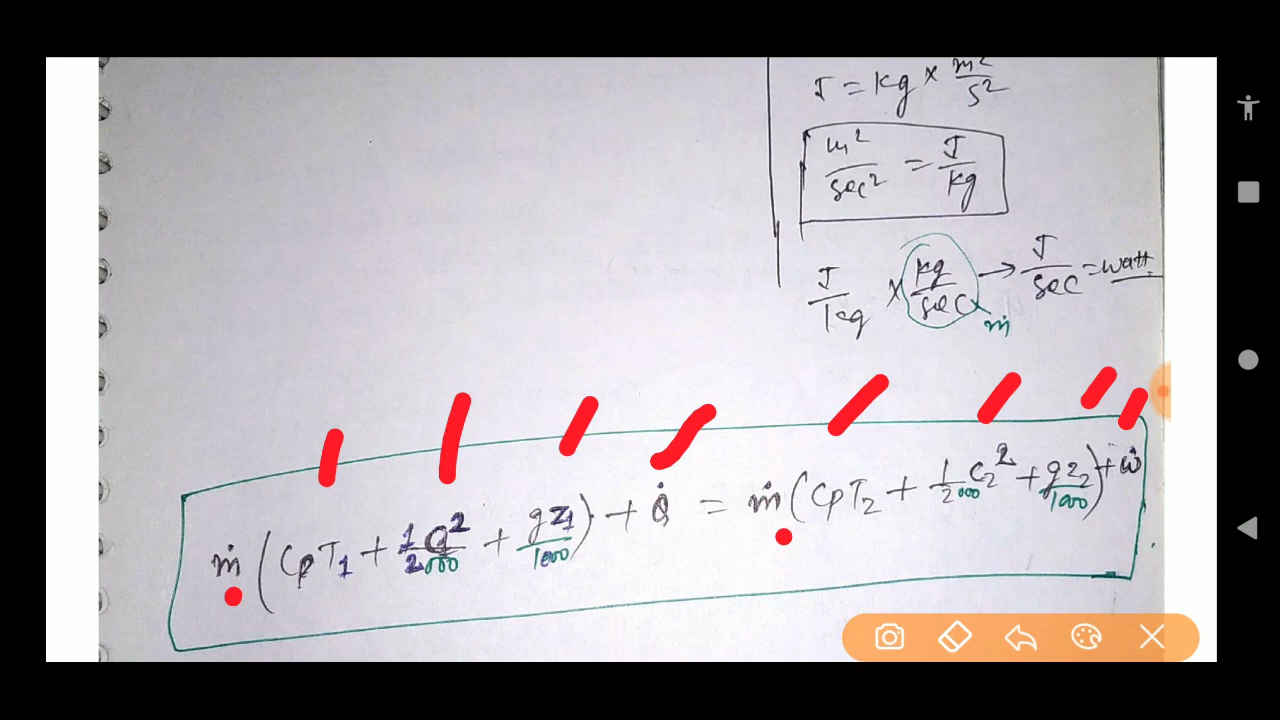 J = kg × m²/s²
m²/sec² = J/kg
J/kg × kg/sec → J/sec = watt
ṁ
ṁ (CpT₁ + 1/2000 C₁² + gz₁/1000) + Q̇ = ṁ (CpT₂ + 1/2000 C₂² + gz₂/1000) + ẇ